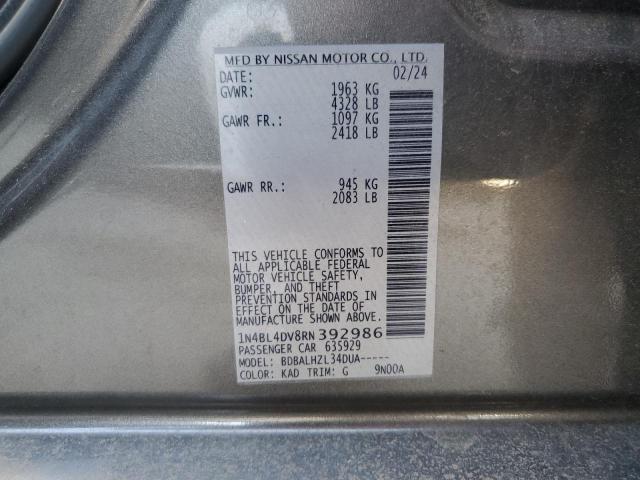 MFD BY NISSAN MOTOR CO., LTD.
DATE: 02/24
GVWR: 1963 KG
4328 LB
GAWR FR.: 1097 KG
2418 LB
GAWR RR.: 945 KG
2083 LB
THIS VEHICLE CONFORMS TO
ALL APPLICABLE FEDERAL
MOTOR VEHICLE SAFETY,
BUMPER, AND THEFT
PREVENTION STANDARDS IN
EFFECT ON THE DATE OF
MANUFACTURE SHOWN ABOVE.
1N4BL4DV8RN392986
PASSENGER CAR 635929
MODEL: BDBALHZL34DUA-----
COLOR: KAD TRIM: G 9N00A